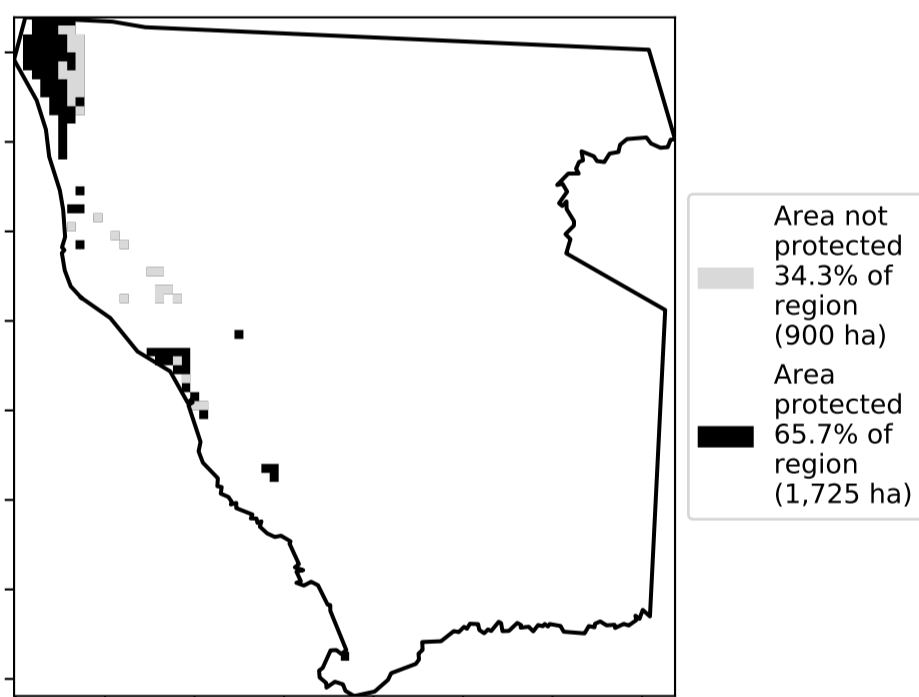 Area not
protected
34.3% of
region
(900 ha)
Area
protected
65.7% of
region
(1,725 ha)